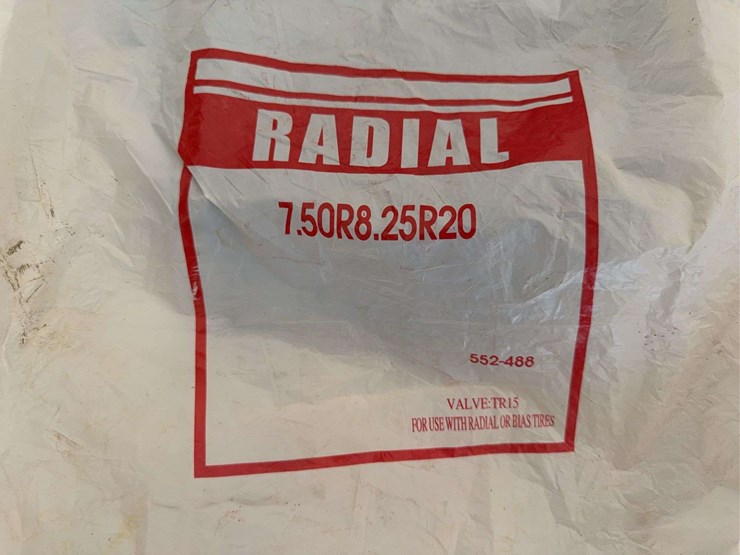 RADIAL
7.50R8.25R20
552-488
VALVE:TR15
FOR USE WITH RADIAL OR BIAS TIRES